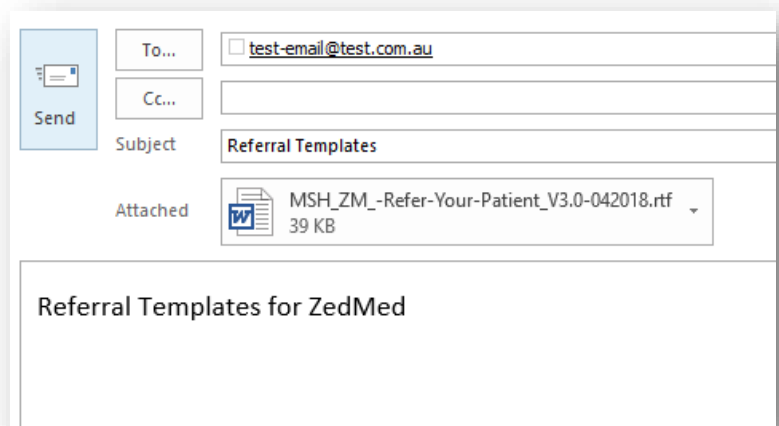 To...
test-email@test.com.au
Cc...
Send
Subject
Referral Templates
Attached
MSH_ZM_-Refer-Your-Patient_V3.0-042018.rtf
39 KB
Referral Templates for ZedMed